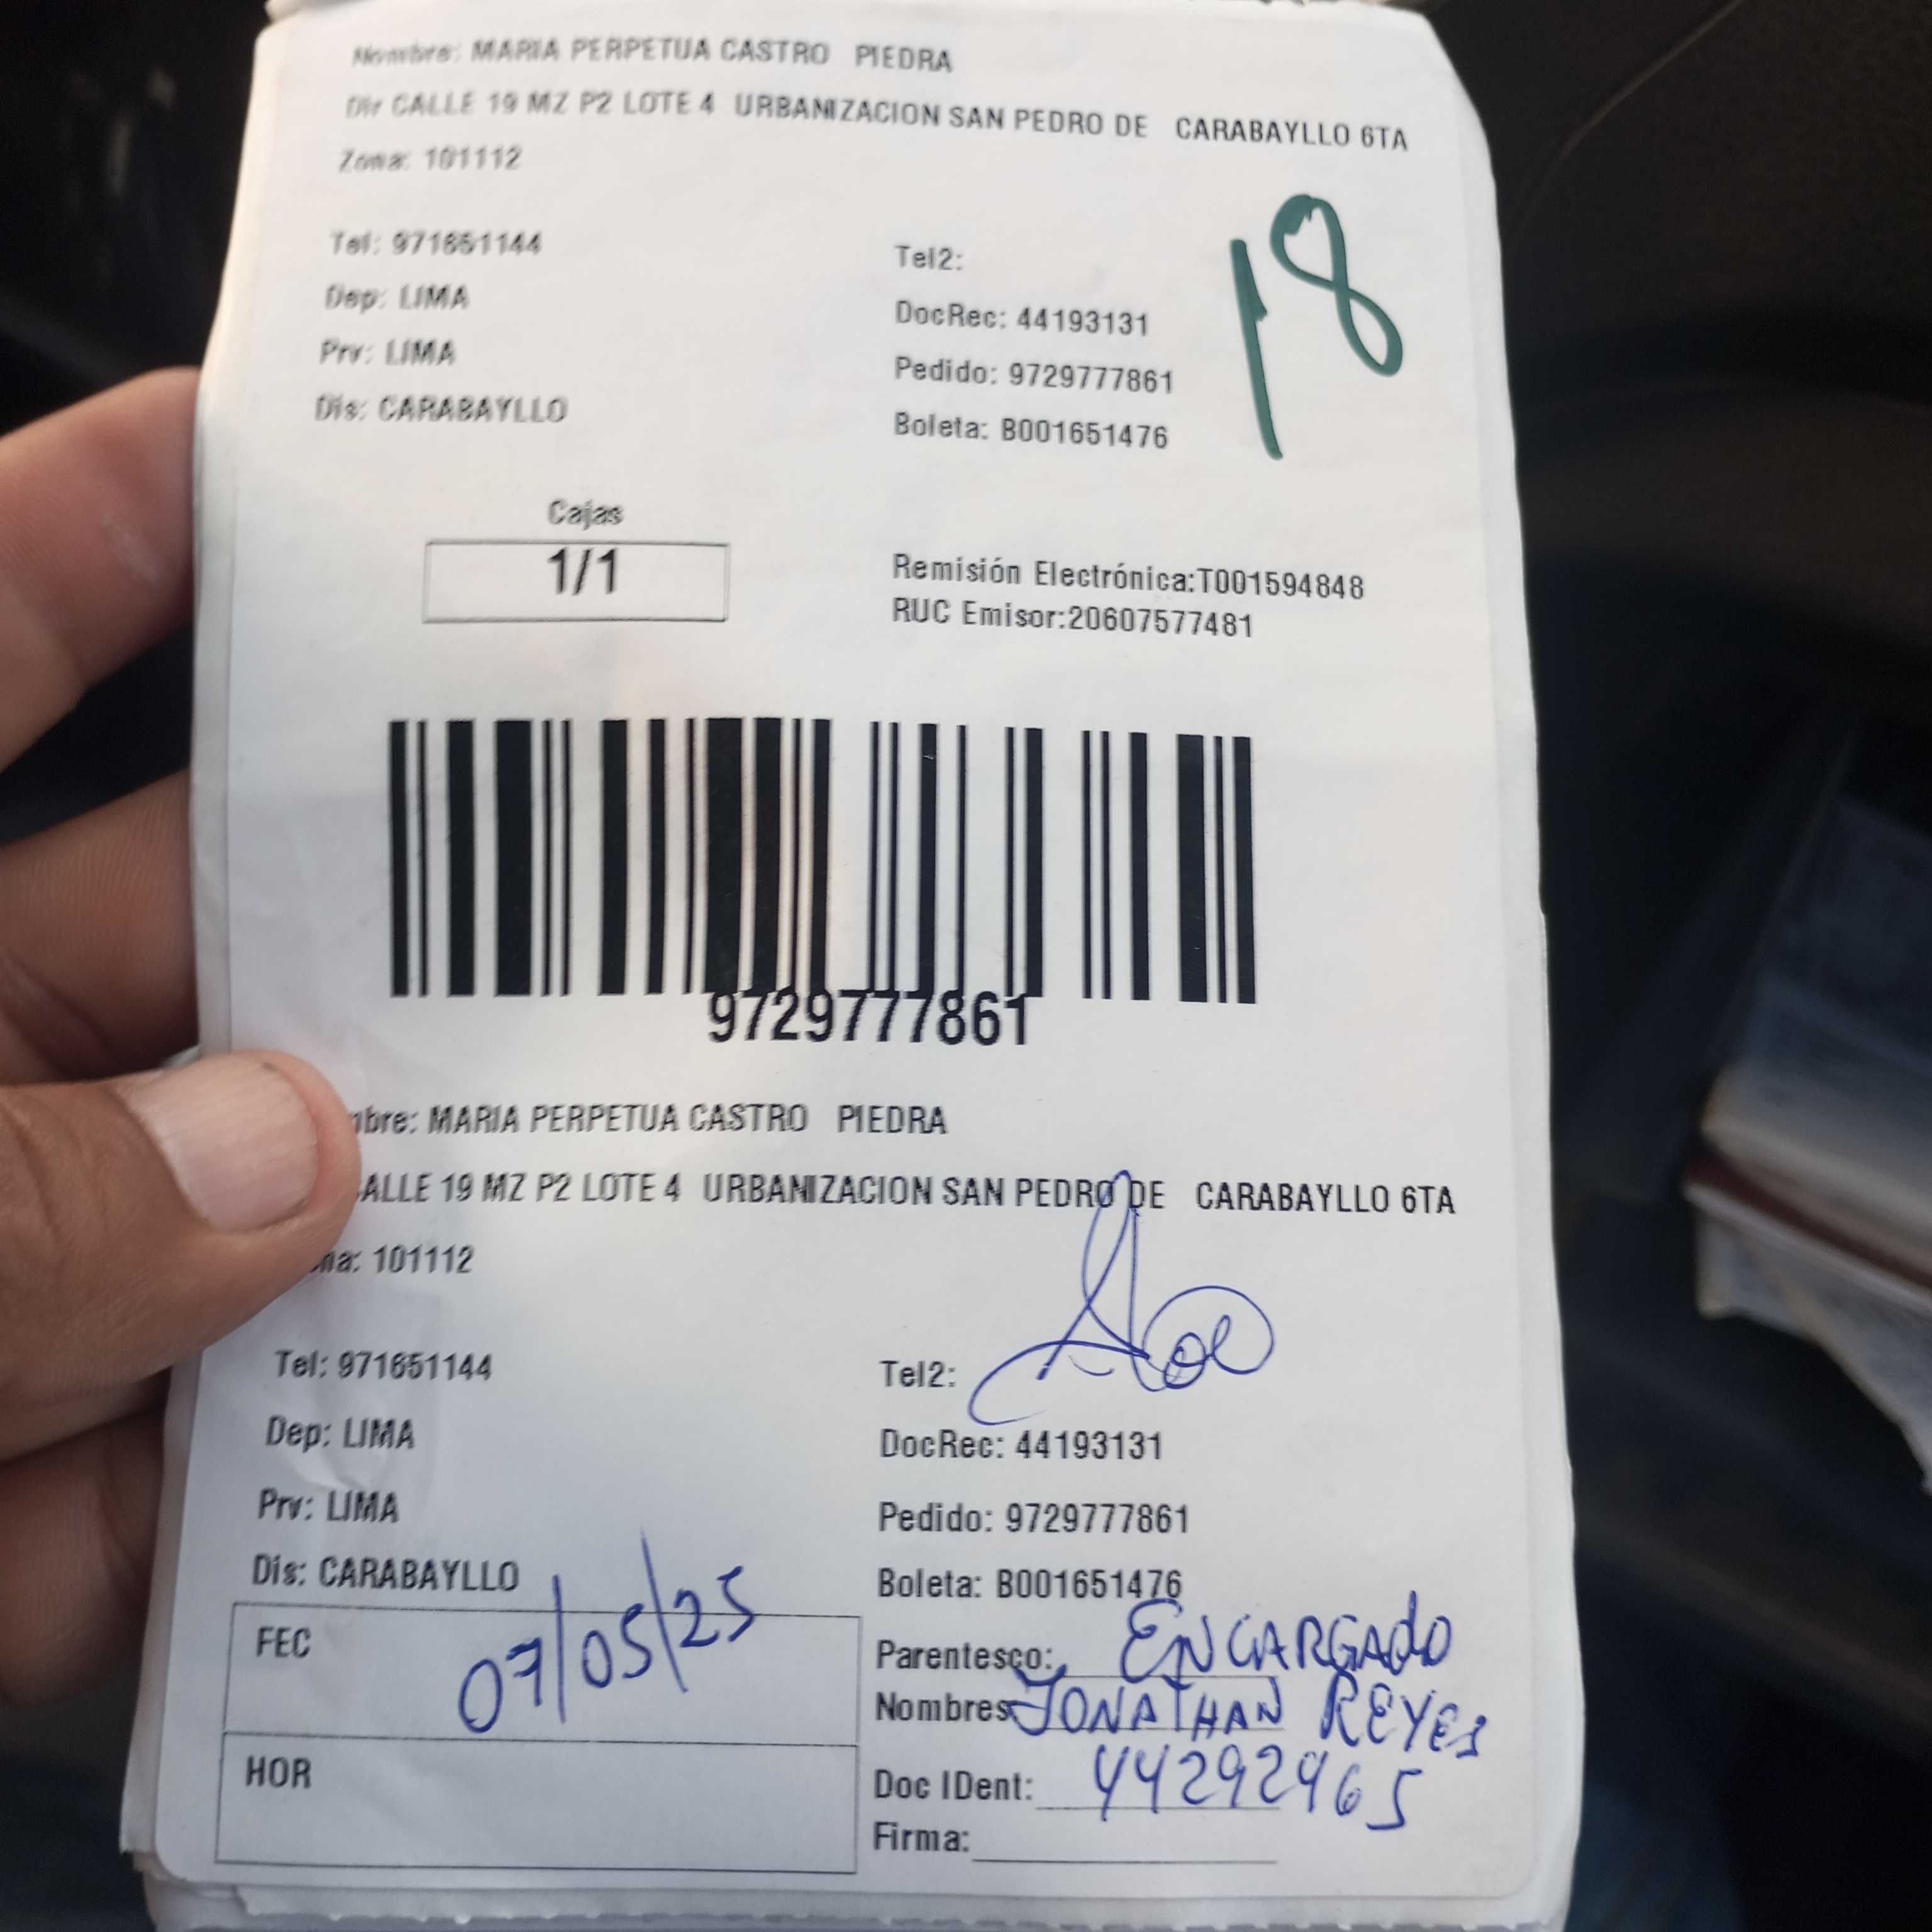 Nombre: MARIA PERPETUA CASTRO PIEDRA
Dir CALLE 19 MZ P2 LOTE 4 URBANIZACION SAN PEDRO DE CARABAYLLO 6TA
Zona: 101112
18
Tel: 971651144
Tel2:
Dep: LIMA
DocRec: 44193131
Prv: LIMA
Pedido: 9729777861
Dis: CARABAYLLO
Boleta: B001651476
Cajas
1/1
Remisión Electrónica:T001594848
RUC Emisor:20607577481
9729777861
mbre: MARIA PERPETUA CASTRO PIEDRA
ALLE 19 MZ P2 LOTE 4 URBANIZACION SAN PEDRO DE CARABAYLLO 6TA
na: 101112
Tel: 971651144
Tel2:
Dep: LIMA
DocRec: 44193131
Prv: LIMA
Pedido: 9729777861
Dis: CARABAYLLO
Boleta: B001651476
FEC 07/05/25
Parentesco: ENCARGADO
Nombres: JONATHAN REYES
HOR
Doc IDent: 44292965
Firma: